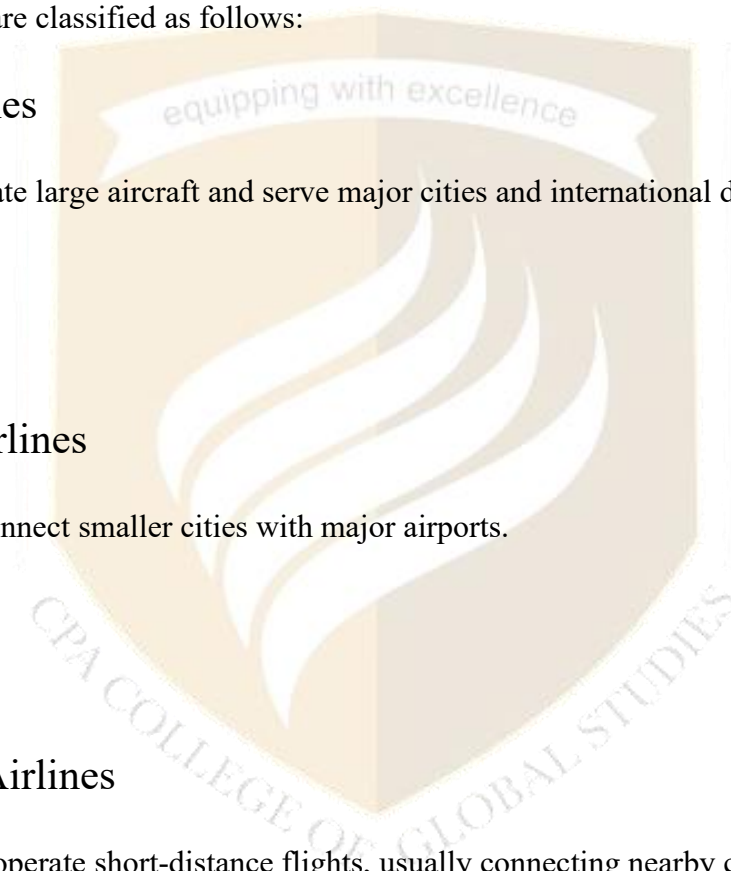 are classified as follows:
equipping with excellence
es
ate large aircraft and serve major cities and international d
rlines
nnect smaller cities with major airports.
Airlines
operate short-distance flights, usually connecting nearby c
CPA COLLEGE OF GLOBAL STUDIES